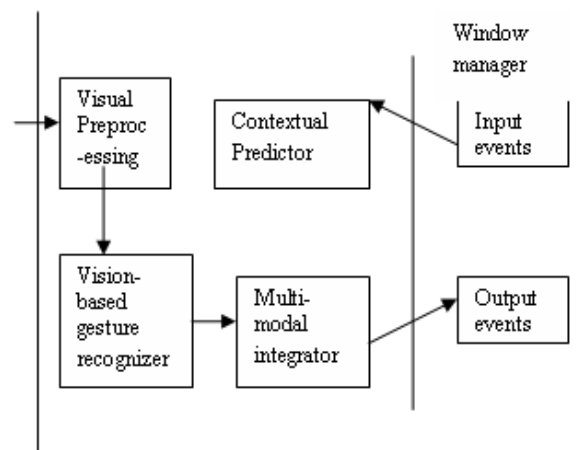 Window
manager
Visual
Preproc
-essing
Contextual
Predictor
Input
events
Vision-
based
gesture
recognizer
Multi-
modal
integrator
Output
events